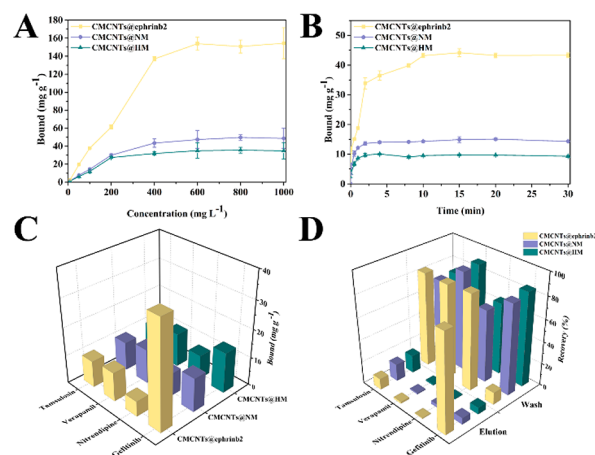 A
CMCNTs@ephrinb2
CMCNTs@NM
CMCNTs@HM
Bound (mg g-1)
180
160
140
120
100
80
60
40
20
0
0 200 400 600 800 1000
Concentration (mg L-1)
B
CMCNTs@ephrinb2
CMCNTs@NM
CMCNTs@HM
Bound (mg g-1)
50
40
30
20
10
0
0 5 10 15 20 25 30
Time (min)
C
40
30
20
10
0
Bound (mg g-1)
Tamsulosin
Verapamil
Nitrendipine
Gefitinib
CMCNTs@HM
CMCNTs@NM
CMCNTs@ephrinb2
D
CMCNTs@ephrinb2
CMCNTs@NM
CMCNTs@HM
100
80
60
40
20
0
Recovery (%)
Tamsulosin
Verapamil
Nitrendipine
Gefitinib
Wash
Elution